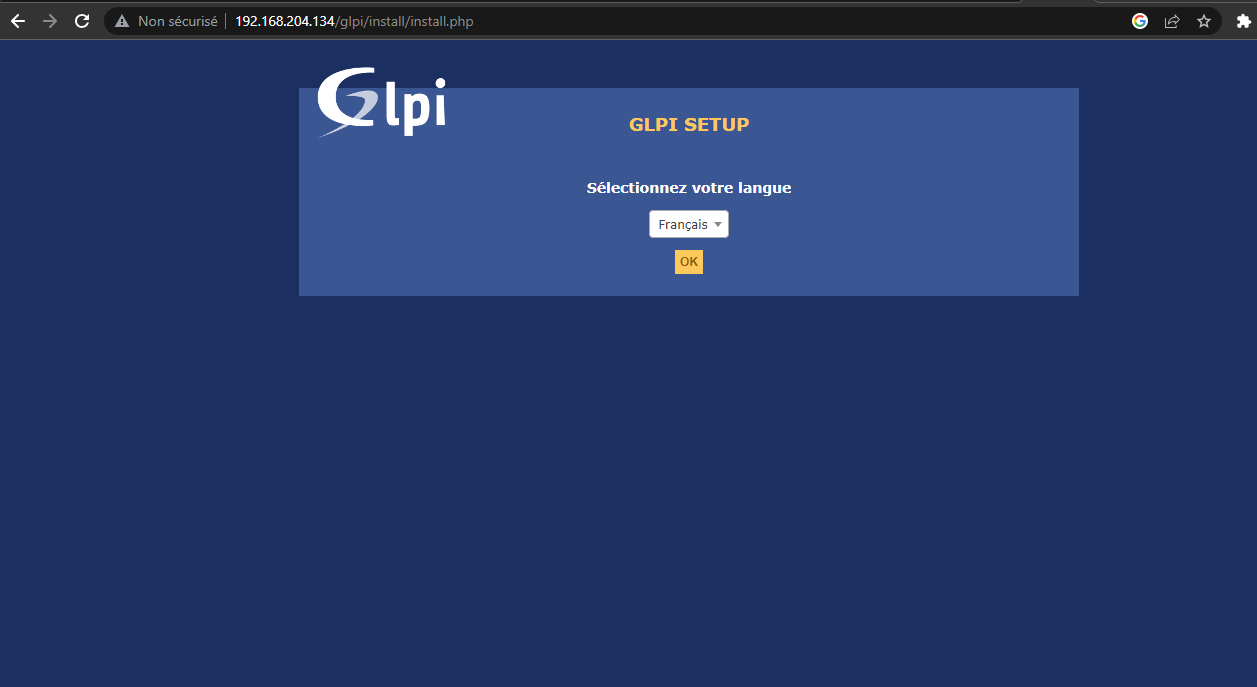 Non sécurisé 192.168.204.134/glpi/install/install.php
Glpi
GLPI SETUP
Sélectionnez votre langue
Français
OK